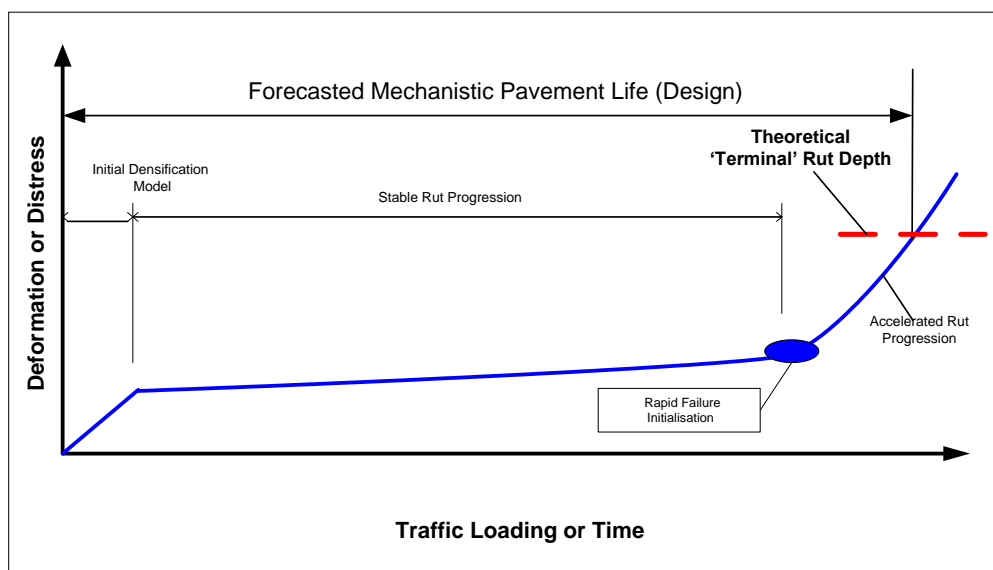 Forecasted Mechanistic Pavement Life (Design)
Theoretical
‘Terminal’ Rut Depth
Initial Densification
Model
Stable Rut Progression
Deformation or Distress
Accelerated Rut
Progression
Rapid Failure
Initialisation
Traffic Loading or Time